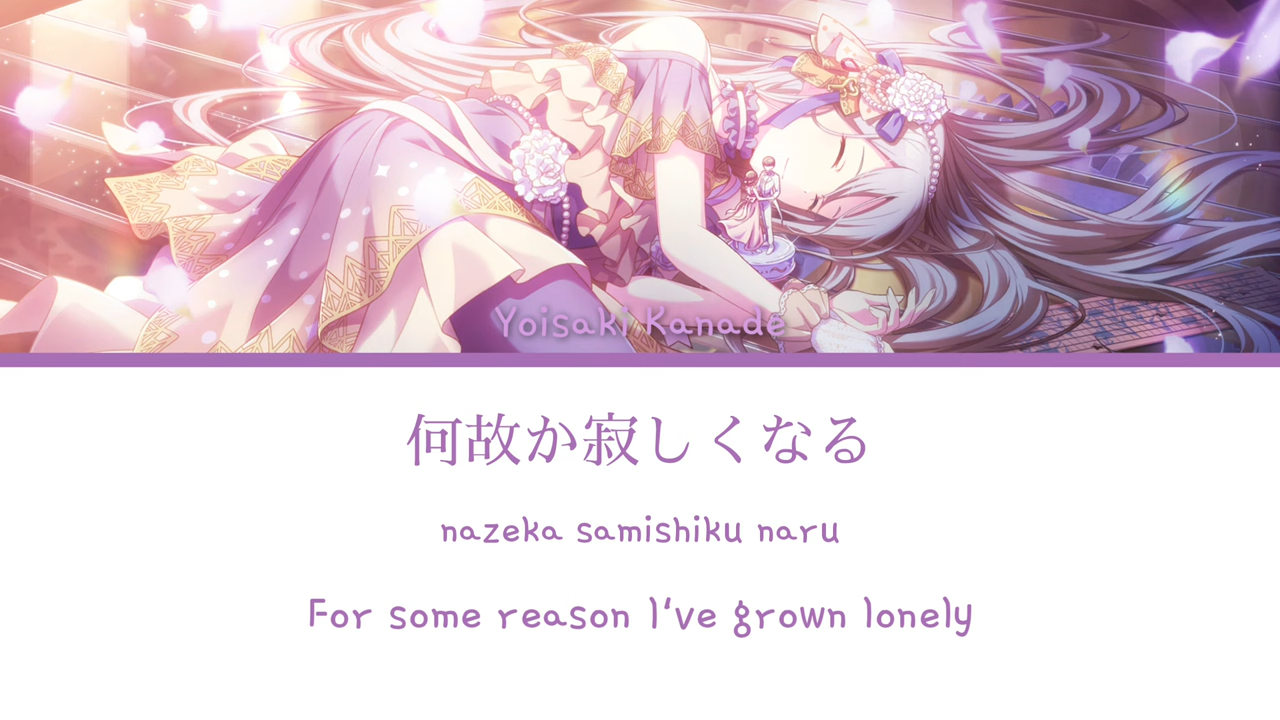 Yoisaki Kanade
何故か寂しくなる
nazeka samishiku naru
For some reason I've grown lonely